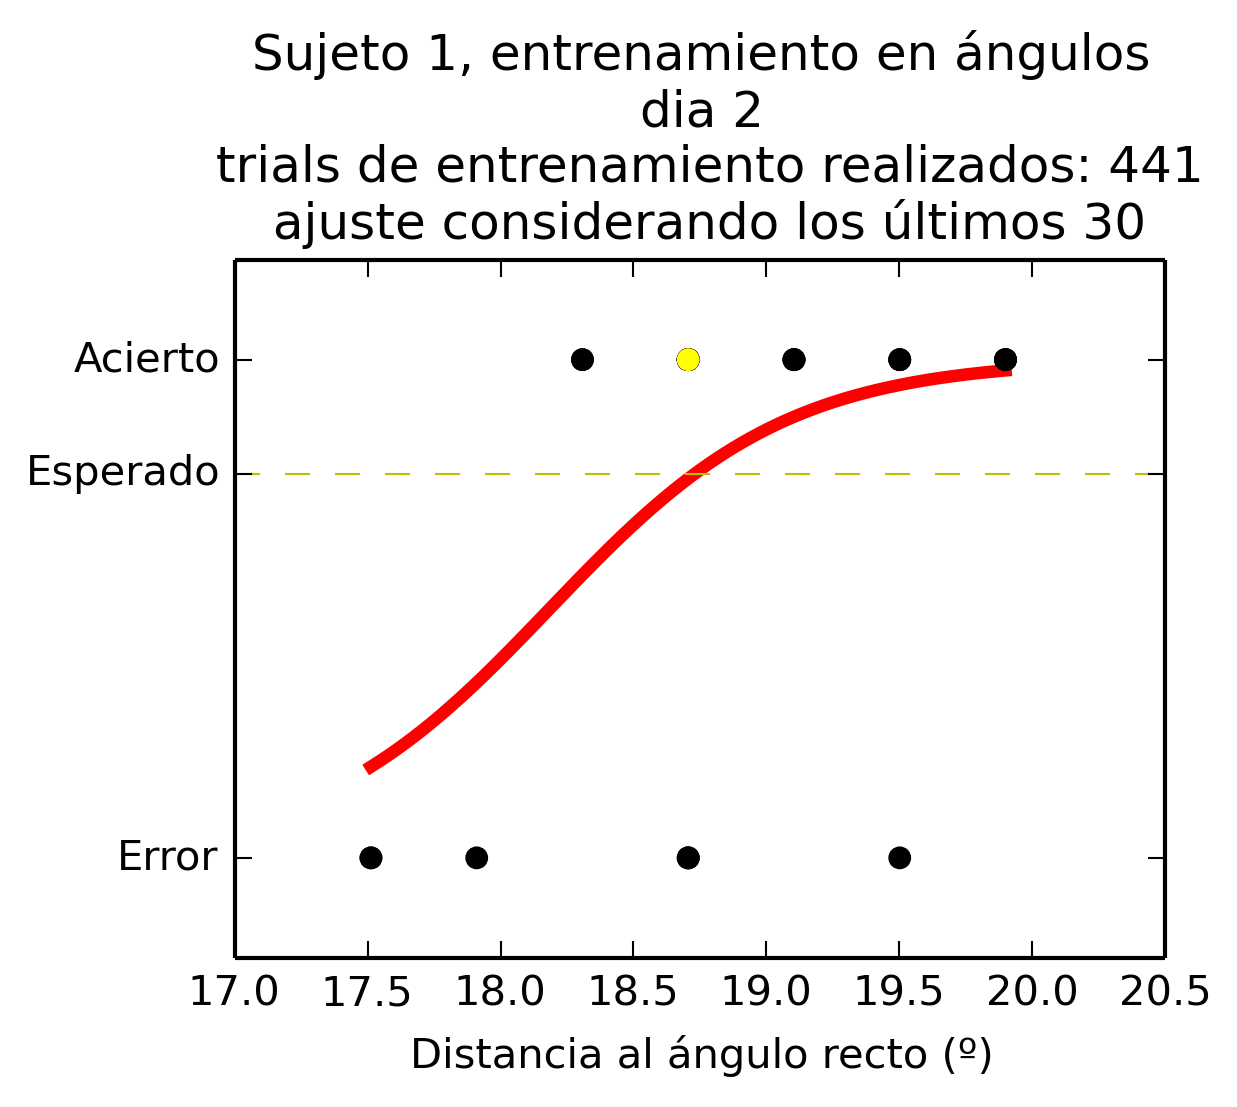 Sujeto 1, entrenamiento en ángulos
dia 2
trials de entrenamiento realizados: 441
ajuste considerando los últimos 30
Acierto
Esperado
Error
17.0 17.5 18.0 18.5 19.0 19.5 20.0 20.5
Distancia al ángulo recto (º)